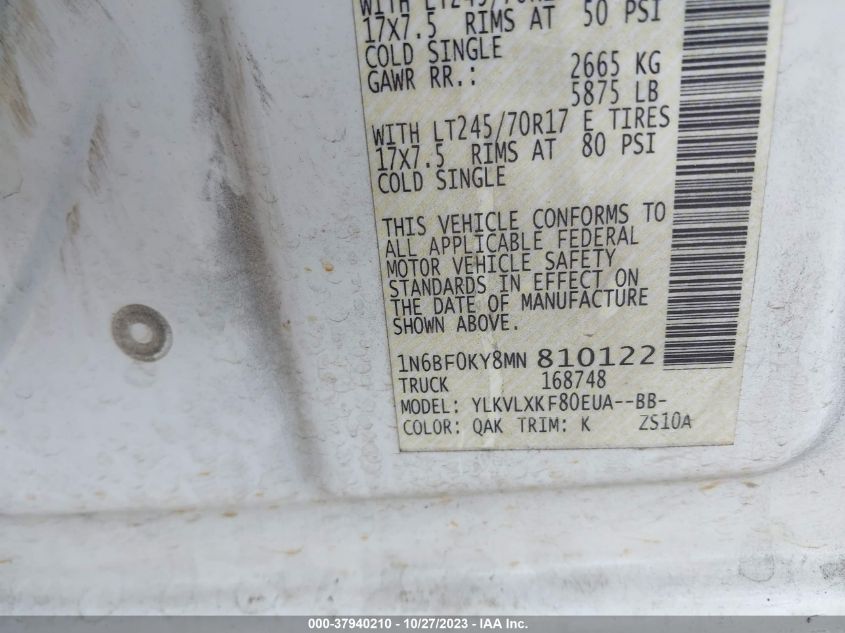 WITH LT245/70R17
17X7.5 RIMS AT 50 PSI
COLD SINGLE
GAWR RR.: 2665 KG
5875 LB
WITH LT245/70R17 E TIRES
17X7.5 RIMS AT 80 PSI
COLD SINGLE
THIS VEHICLE CONFORMS TO
ALL APPLICABLE FEDERAL
MOTOR VEHICLE SAFETY
STANDARDS IN EFFECT ON
THE DATE OF MANUFACTURE
SHOWN ABOVE.
1N6BF0KY8MN 810122
TRUCK 168748
MODEL: YLKVLXKF80EUA--BB-
COLOR: QAK TRIM: K ZS10A
000-37940210 - 10/27/2023 - IAA Inc.